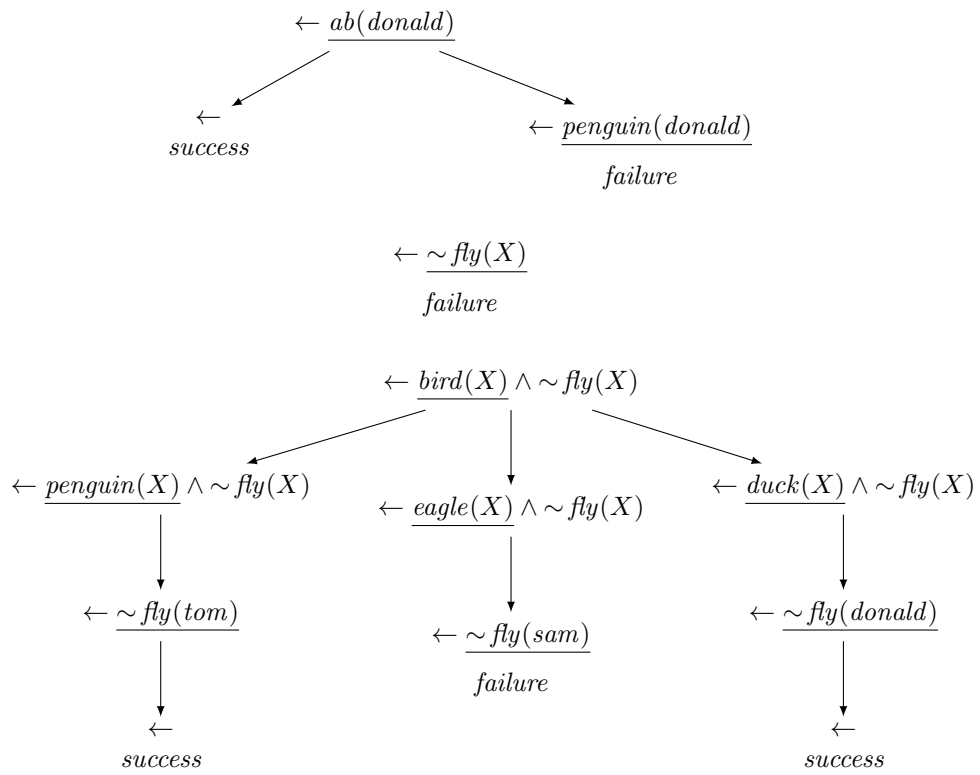 ← ab(donald)
←
success
← penguin(donald)
failure
← ∼fly(X)
failure
← bird(X) ∧ ∼fly(X)
← penguin(X) ∧ ∼fly(X)
← eagle(X) ∧ ∼fly(X)
← duck(X) ∧ ∼fly(X)
← ∼fly(tom)
← ∼fly(sam)
failure
← ∼fly(donald)
←
success
←
success